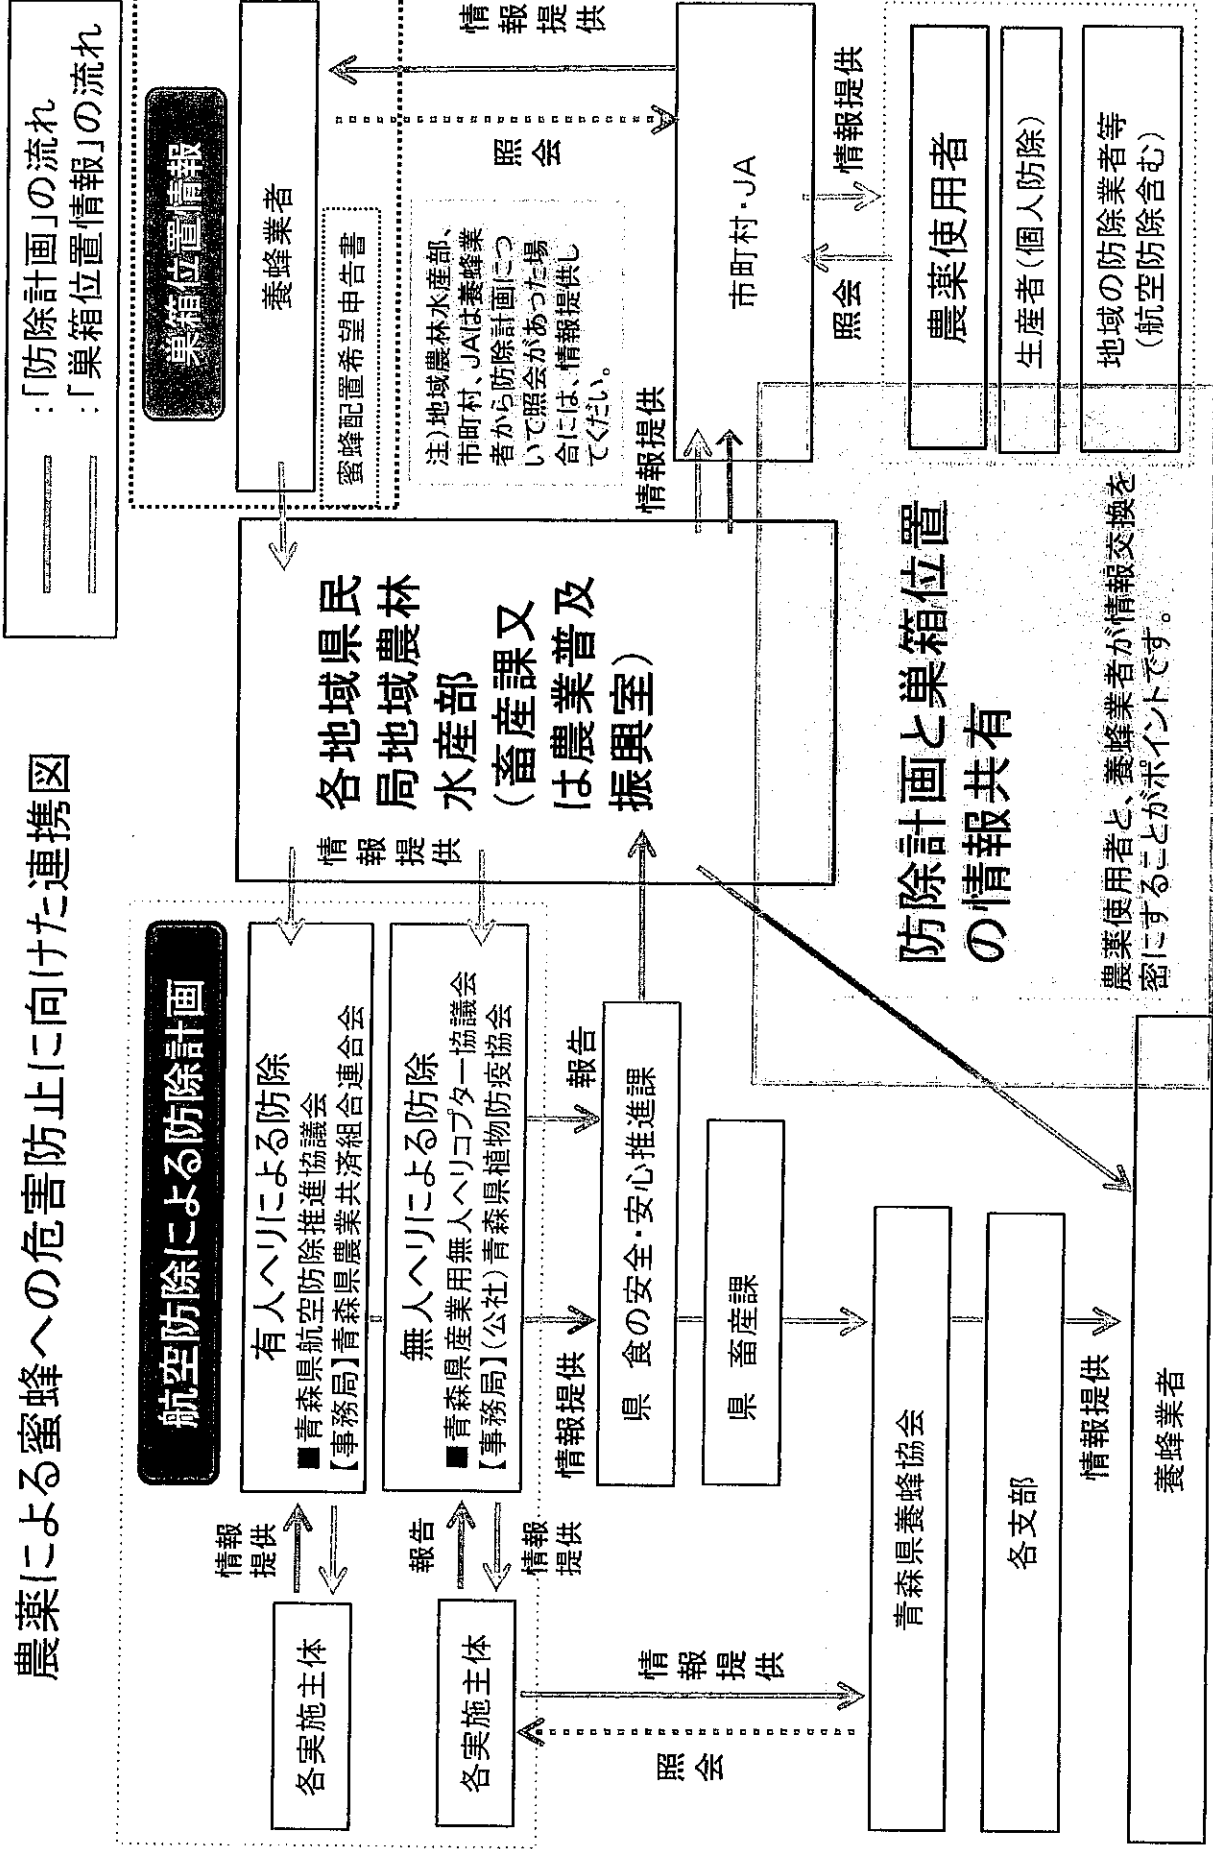 農薬による蜜蜂への危害防止に向けた連携図
:「防除計画」の流れ
:「巣箱位置情報」の流れ
航空防除による防除計画
有人ヘリによる防除
■青森県航空防除推進協議会
【事務局】青森県農業共済組合連合会
無人ヘリによる防除
■青森県産業用無人ヘリコプター協議会
【事務局】(公社)青森県植物防疫協会
各実施主体
情報
提供
各実施主体
報告
情報
提供
情報提供
報告
県 食の安全・安心推進課
県 畜産課
照会
情報提供
青森県養蜂協会
各支部
情報提供
養蜂業者
情報提供
各地域県民
局地域農林
水産部
(畜産課又
は農業普及
振興室)
巣箱位置情報
養蜂業者
蜜蜂配置希望申告書
注)地域農林水産部、
市町村、JAは養蜂業
者から防除計画につ
いて照会があった場
合には、情報提供し
てくだい。
照会
情報提供
情報提供
市町村・JA
照会
情報提供
農薬使用者
生産者(個人防除)
地域の防除業者等
(航空防除含む)
防除計画と巣箱位置
の情報共有
農薬使用者と、養蜂業者が情報交換を
密にすることがポイントです。